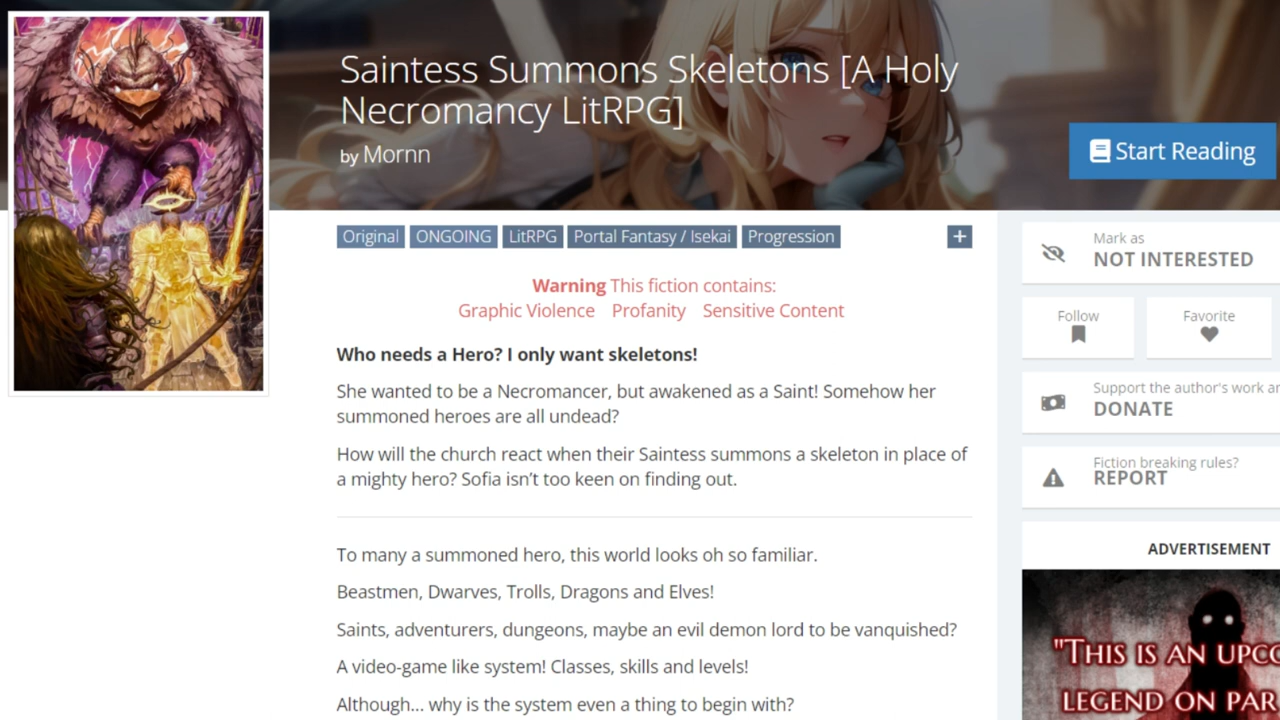 Saintess Summons Skeletons [A Holy
Necromancy LitRPG]
by Mornn
Start Reading
Original
ONGOING
LitRPG
Portal Fantasy / Isekai
Progression
+
Warning This fiction contains:
Graphic Violence Profanity Sensitive Content
Who needs a Hero? I only want skeletons!
She wanted to be a Necromancer, but awakened as a Saint! Somehow her
summoned heroes are all undead?
How will the church react when their Saintess summons a skeleton in place of
a mighty hero? Sofia isn’t too keen on finding out.
To many a summoned hero, this world looks oh so familiar.
Beastmen, Dwarves, Trolls, Dragons and Elves!
Saints, adventurers, dungeons, maybe an evil demon lord to be vanquished?
A video-game like system! Classes, skills and levels!
Although... why is the system even a thing to begin with?
Mark as
NOT INTERESTED
Follow
Favorite
Support the author's work
DONATE
Fiction breaking rules?
REPORT
ADVERTISEMENT
"THIS IS AN
LEGEND ON